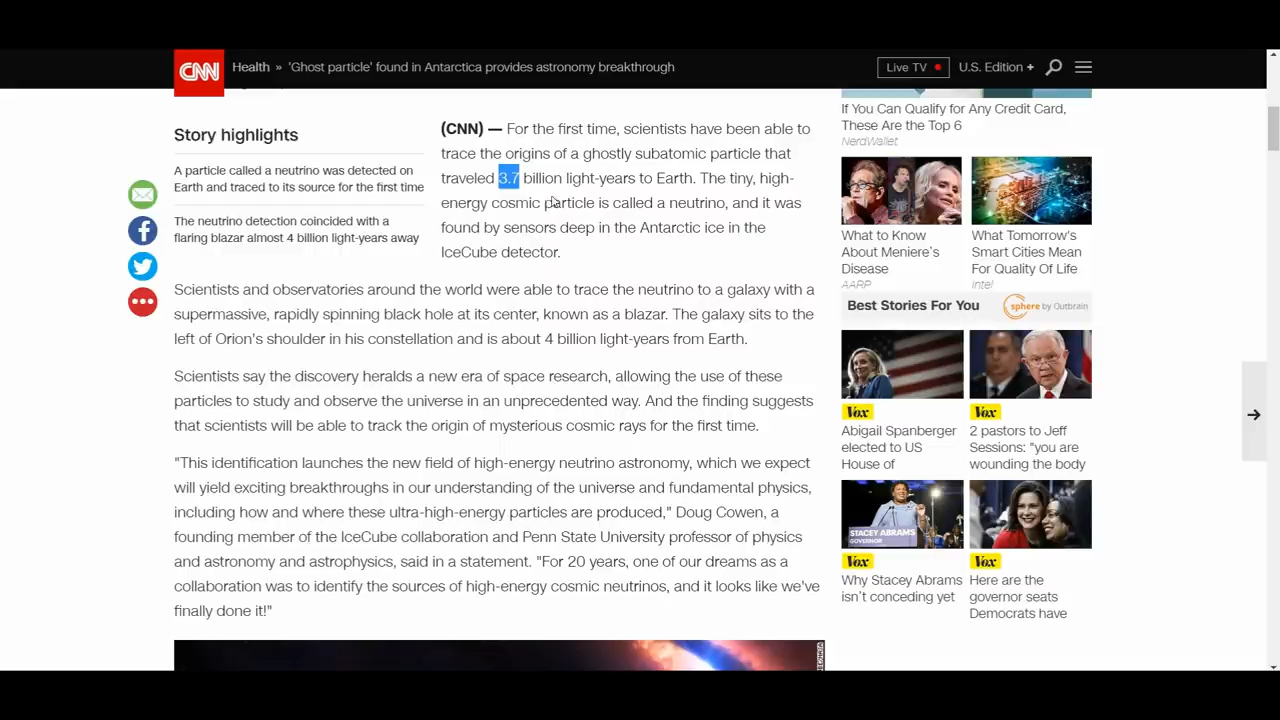 CNN
Health » 'Ghost particle' found in Antarctica provides astronomy breakthrough
Live TV
U.S. Edition +
Story highlights
A particle called a neutrino was detected on
Earth and traced to its source for the first time
The neutrino detection coincided with a
flaring blazar almost 4 billion light-years away
(CNN) — For the first time, scientists have been able to
trace the origins of a ghostly subatomic particle that
traveled 3.7 billion light-years to Earth. The tiny, high-
energy cosmic particle is called a neutrino, and it was
found by sensors deep in the Antarctic ice in the
IceCube detector.
Scientists and observatories around the world were able to trace the neutrino to a galaxy with a
supermassive, rapidly spinning black hole at its center, known as a blazar. The galaxy sits to the
left of Orion's shoulder in his constellation and is about 4 billion light-years from Earth.
Scientists say the discovery heralds a new era of space research, allowing the use of these
particles to study and observe the universe in an unprecedented way. And the finding suggests
that scientists will be able to track the origin of mysterious cosmic rays for the first time.
"This identification launches the new field of high-energy neutrino astronomy, which we expect
will yield exciting breakthroughs in our understanding of the universe and fundamental physics,
including how and where these ultra-high-energy particles are produced," Doug Cowen, a
founding member of the IceCube collaboration and Penn State University professor of physics
and astronomy and astrophysics, said in a statement. "For 20 years, one of our dreams as a
collaboration was to identify the sources of high-energy cosmic neutrinos, and it looks like we've
finally done it!"
If You Can Qualify for Any Credit Card,
These Are the Top 6
NerdWallet
What to Know
About Meniere's
Disease
AARP
What Tomorrow's
Smart Cities Mean
For Quality Of Life
Intel
Best Stories For You
sphere by Outbrain
Vox
Abigail Spanberger
elected to US
House of
Vox
2 pastors to Jeff
Sessions: "you are
wounding the body
STACEY ABRAMS
GOVERNOR
Vox
Why Stacey Abrams
isn't conceding yet
Vox
Here are the
governor seats
Democrats have